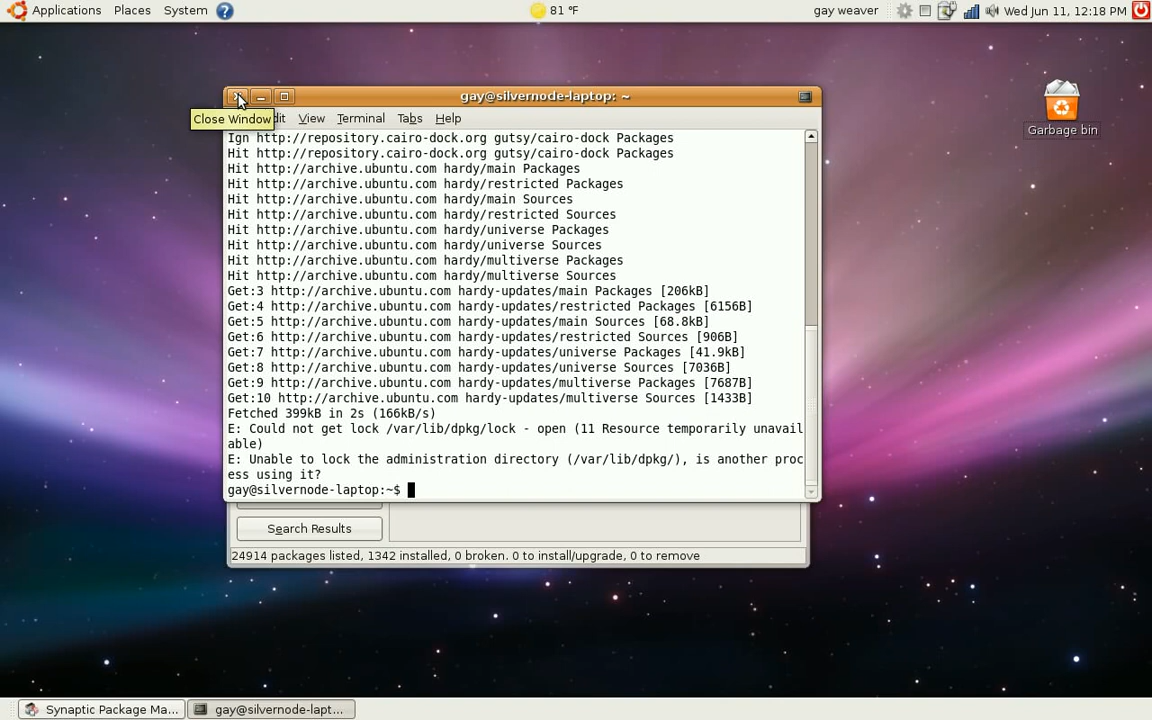 Applications Places System
81 °F
gay weaver
Wed Jun 11, 12:18 PM
gay@silvernode-laptop: ~
Close Window
dit View Terminal Tabs Help
Garbage bin
Ign http://repository.cairo-dock.org gutsy/cairo-dock Packages
Hit http://repository.cairo-dock.org gutsy/cairo-dock Packages
Hit http://archive.ubuntu.com hardy/main Packages
Hit http://archive.ubuntu.com hardy/restricted Packages
Hit http://archive.ubuntu.com hardy/main Sources
Hit http://archive.ubuntu.com hardy/restricted Sources
Hit http://archive.ubuntu.com hardy/universe Packages
Hit http://archive.ubuntu.com hardy/universe Sources
Hit http://archive.ubuntu.com hardy/multiverse Packages
Hit http://archive.ubuntu.com hardy/multiverse Sources
Get:3 http://archive.ubuntu.com hardy-updates/main Packages [206kB]
Get:4 http://archive.ubuntu.com hardy-updates/restricted Packages [6156B]
Get:5 http://archive.ubuntu.com hardy-updates/main Sources [68.8kB]
Get:6 http://archive.ubuntu.com hardy-updates/restricted Sources [906B]
Get:7 http://archive.ubuntu.com hardy-updates/universe Packages [41.9kB]
Get:8 http://archive.ubuntu.com hardy-updates/universe Sources [7036B]
Get:9 http://archive.ubuntu.com hardy-updates/multiverse Packages [7687B]
Get:10 http://archive.ubuntu.com hardy-updates/multiverse Sources [1433B]
Fetched 399kB in 2s (166kB/s)
E: Could not get lock /var/lib/dpkg/lock - open (11 Resource temporarily unavail
able)
E: Unable to lock the administration directory (/var/lib/dpkg/), is another proc
ess using it?
gay@silvernode-laptop:~$
Search Results
24914 packages listed, 1342 installed, 0 broken. 0 to install/upgrade, 0 to remove
Synaptic Package Ma...
gay@silvernode-lapt...